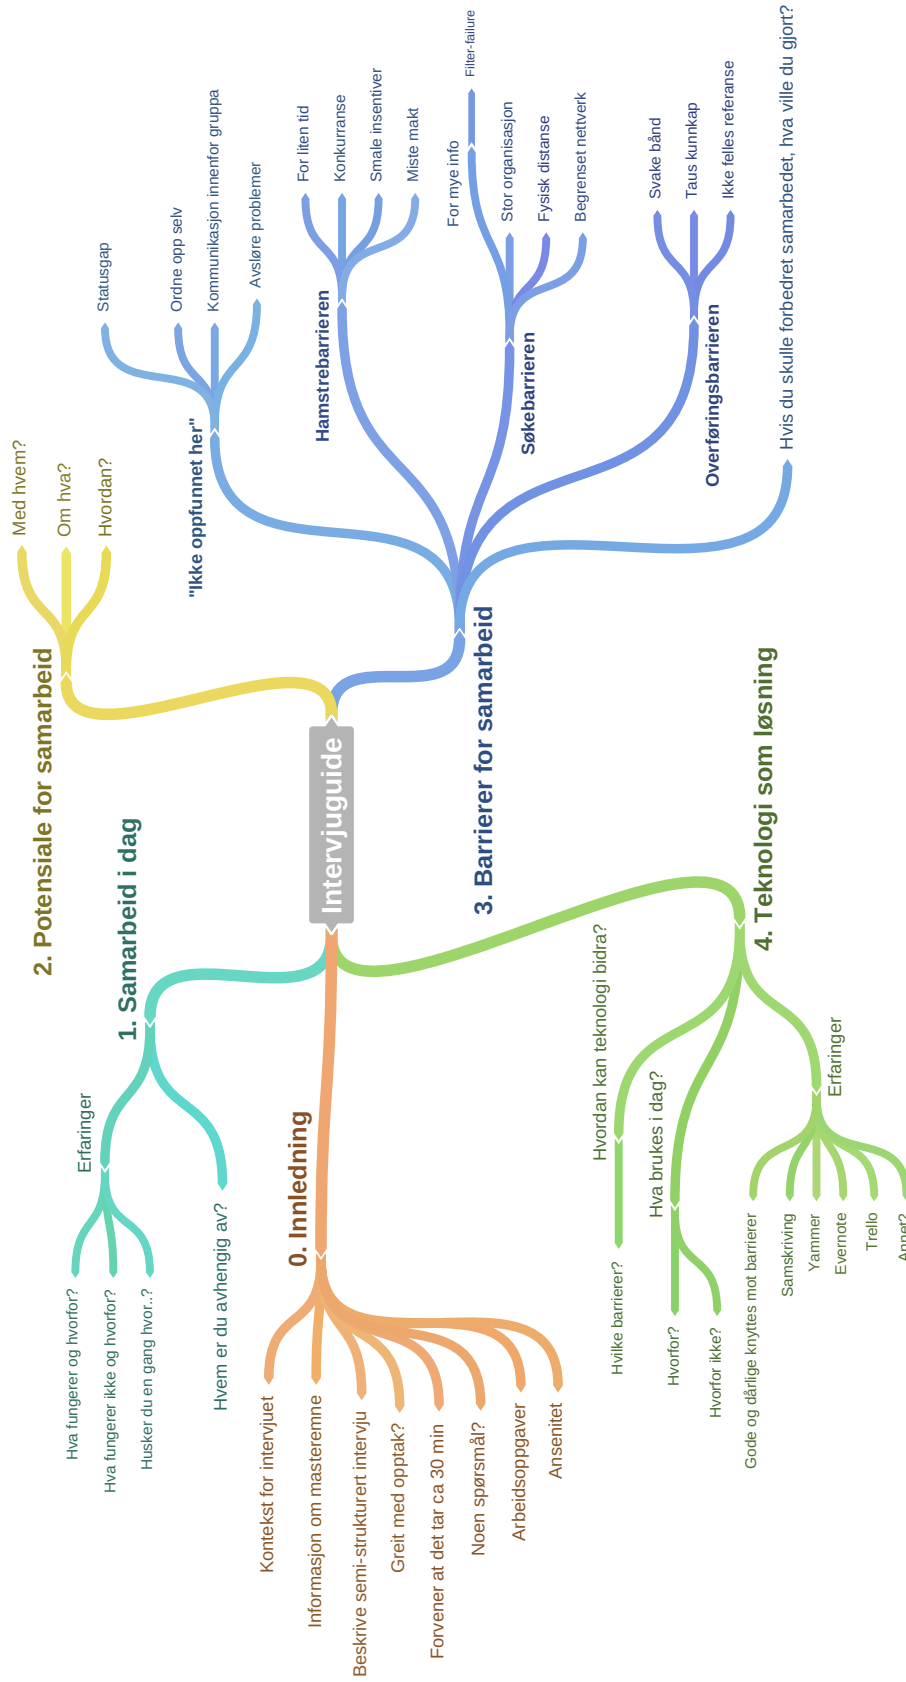 Intervjuguide
0. Innledning
Kontekst for intervjuet
Informasjon om masteremne
Beskrive semi-strukturert intervju
Greit med opptak?
Forvener at det tar ca 30 min
Noen spørsmål?
Arbeidsoppgaver
Ansenitet
1. Samarbeid i dag
Erfaringer
Hva fungerer og hvorfor?
Hva fungerer ikke og hvorfor?
Husker du en gang hvor..?
Hvem er du avhengig av?
2. Potensiale for samarbeid
Med hvem?
Om hva?
Hvordan?
3. Barrierer for samarbeid
"Ikke oppfunnet her"
Statusgap
Ordne opp selv
Kommunikasjon innenfor gruppa
Avsløre problemer
Hamstrebarrieren
For liten tid
Konkurranse
Smale insentiver
Miste makt
Søkebarrieren
For mye info
Filter-failure
Stor organisasjon
Fysisk distanse
Begrenset nettverk
Overføringsbarrieren
Svake bånd
Taus kunnkap
Ikke felles referanse
Hvis du skulle forbedret samarbeidet, hva ville du gjort?
4. Teknologi som løsning
Hvordan kan teknologi bidra?
Hvilke barrierer?
Hva brukes i dag?
Hvorfor?
Hvorfor ikke?
Erfaringer
Gode og dårlige knyttes mot barrierer
Samskriving
Yammer
Evernote
Trello
Annet?